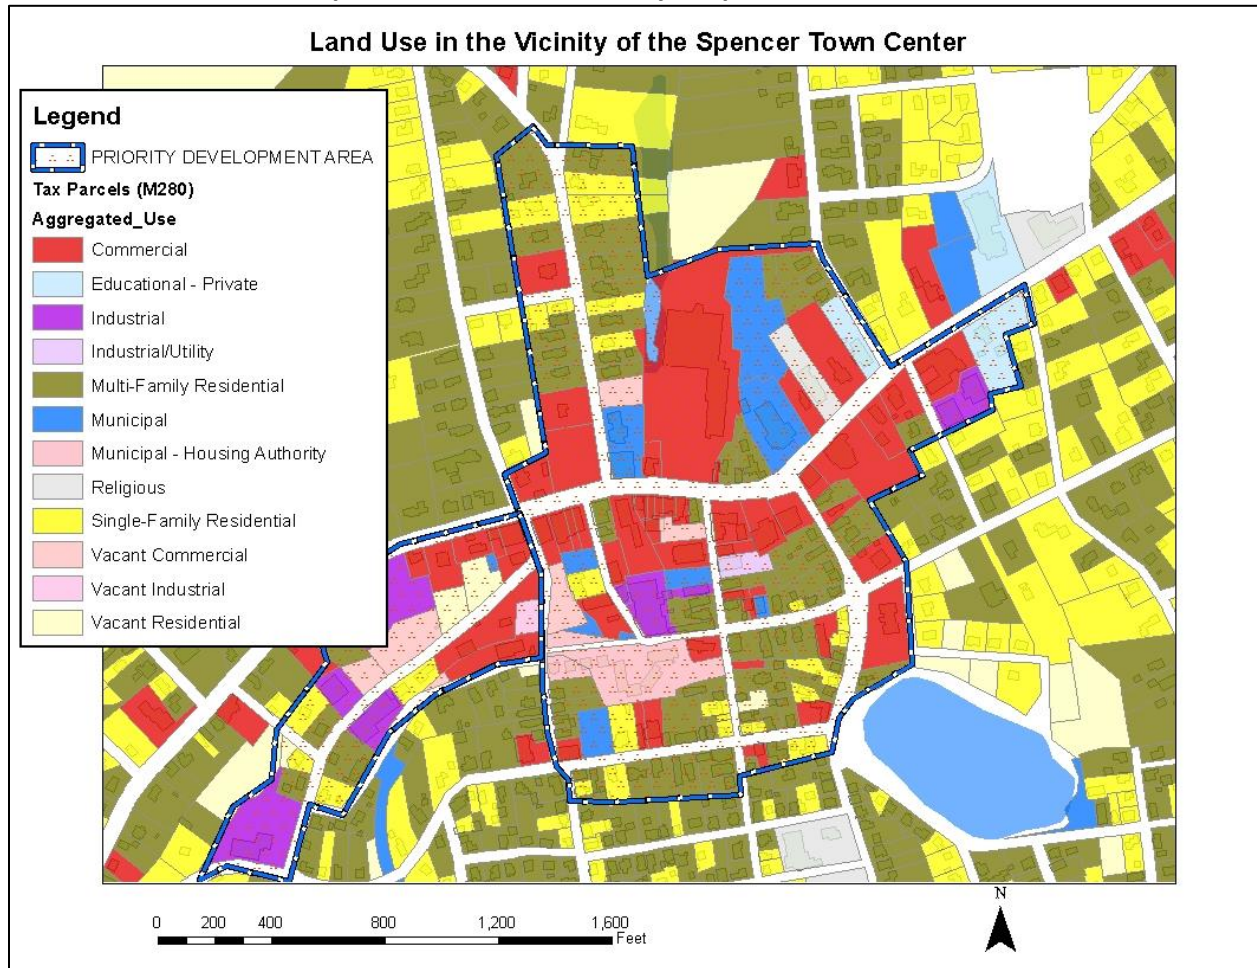 Land Use in the Vicinity of the Spencer Town Center
Legend
PRIORITY DEVELOPMENT AREA
Tax Parcels (M280)
Aggregated_Use
Commercial
Educational - Private
Industrial
Industrial/Utility
Multi-Family Residential
Municipal
Municipal - Housing Authority
Religious
Single-Family Residential
Vacant Commercial
Vacant Industrial
Vacant Residential
0 200 400 800 1,200 1,600
Feet
N